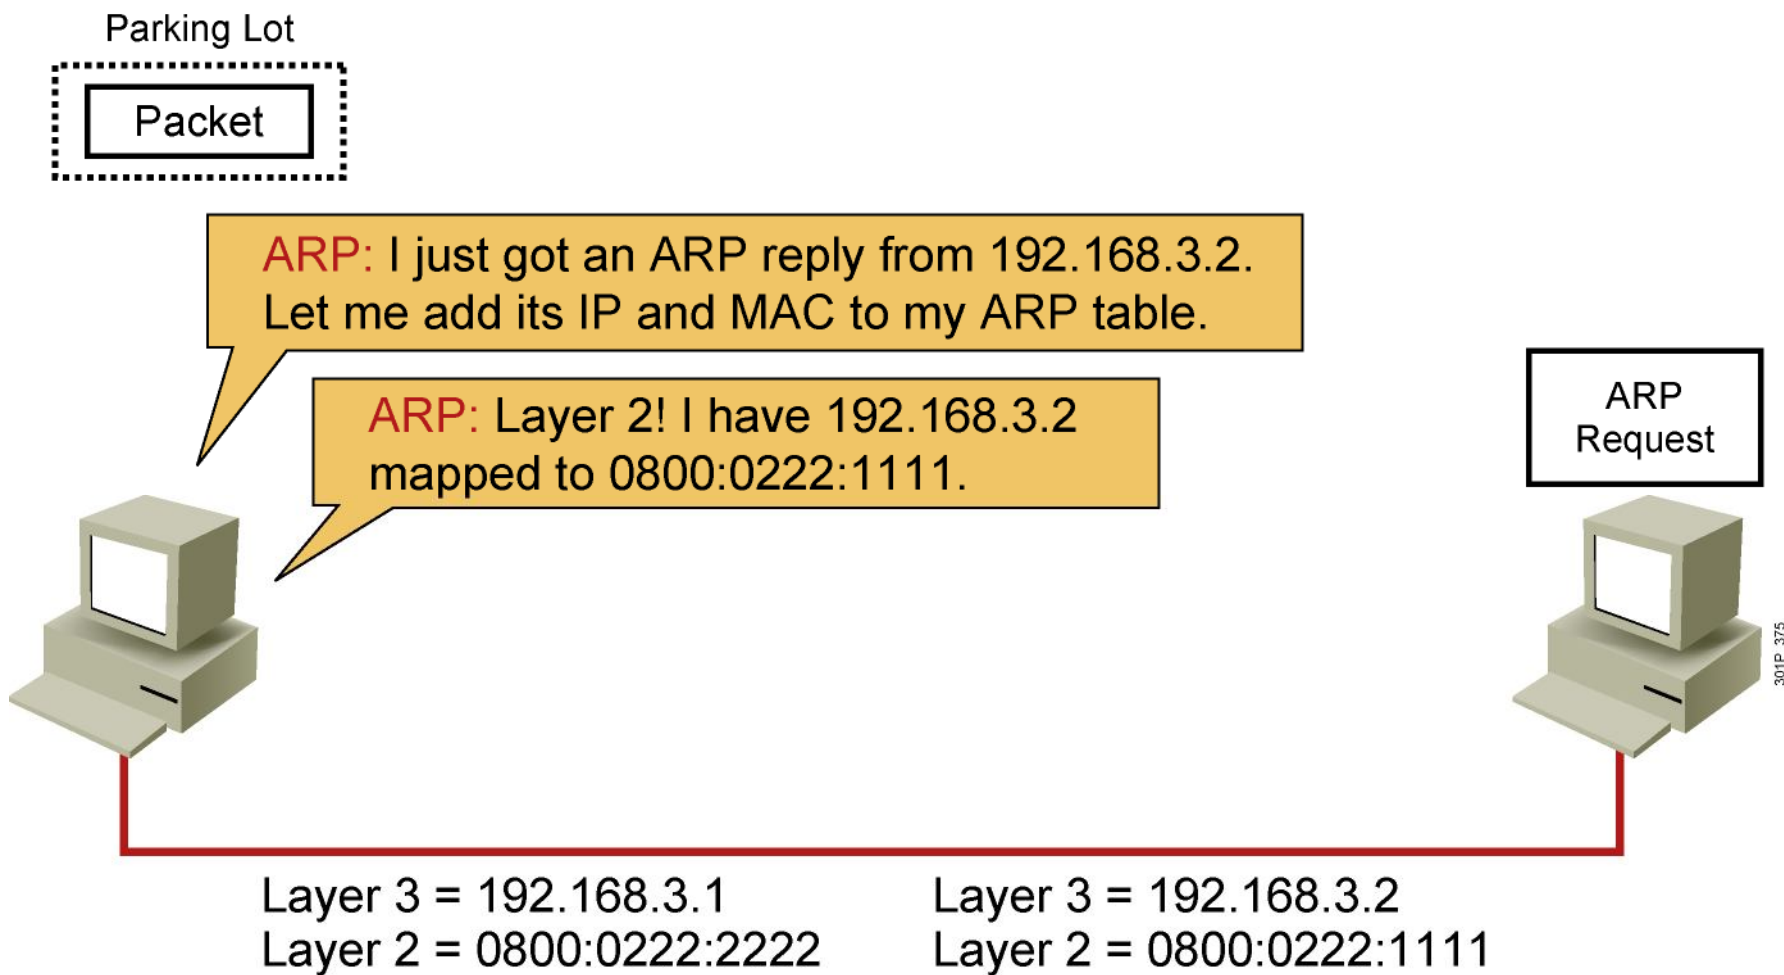 Parking Lot
Packet
ARP: I just got an ARP reply from 192.168.3.2.
Let me add its IP and MAC to my ARP table.
ARP: Layer 2! I have 192.168.3.2
mapped to 0800:0222:1111.
ARP
Request
301P_375
Layer 3 = 192.168.3.1
Layer 2 = 0800:0222:2222
Layer 3 = 192.168.3.2
Layer 2 = 0800:0222:1111